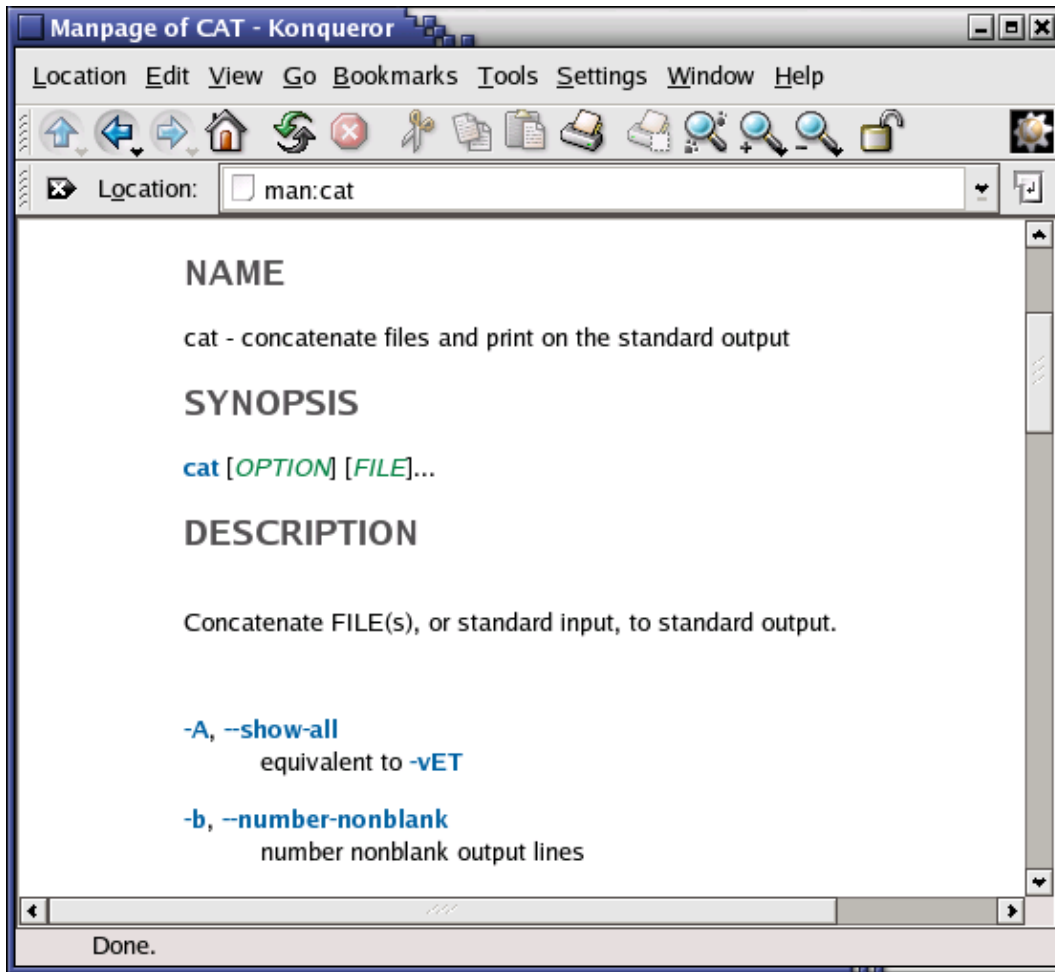 Manpage of CAT - Konqueror
Location Edit View Go Bookmarks Tools Settings Window Help
Location: man:cat
NAME
cat - concatenate files and print on the standard output
SYNOPSIS
cat [OPTION] [FILE]...
DESCRIPTION
Concatenate FILE(s), or standard input, to standard output.
-A, --show-all
equivalent to -vET
-b, --number-nonblank
number nonblank output lines
Done.